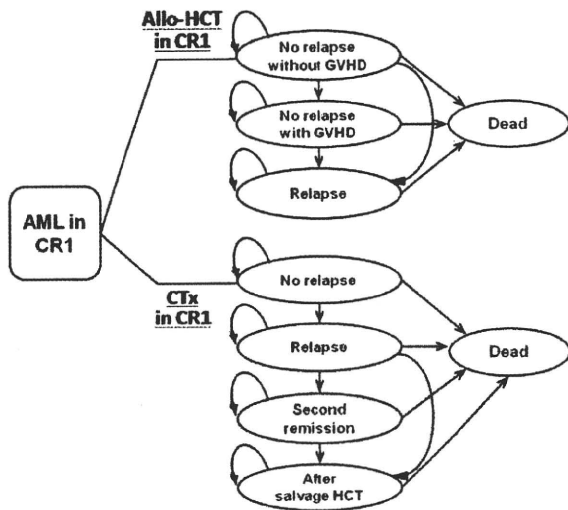 Allo-HCT
in CR1
No relapse
without GVHD
No relapse
with GVHD
Dead
Relapse
AML in
CR1
No relapse
CTx
in CR1
Relapse
Dead
Second
remission
After
salvage HCT